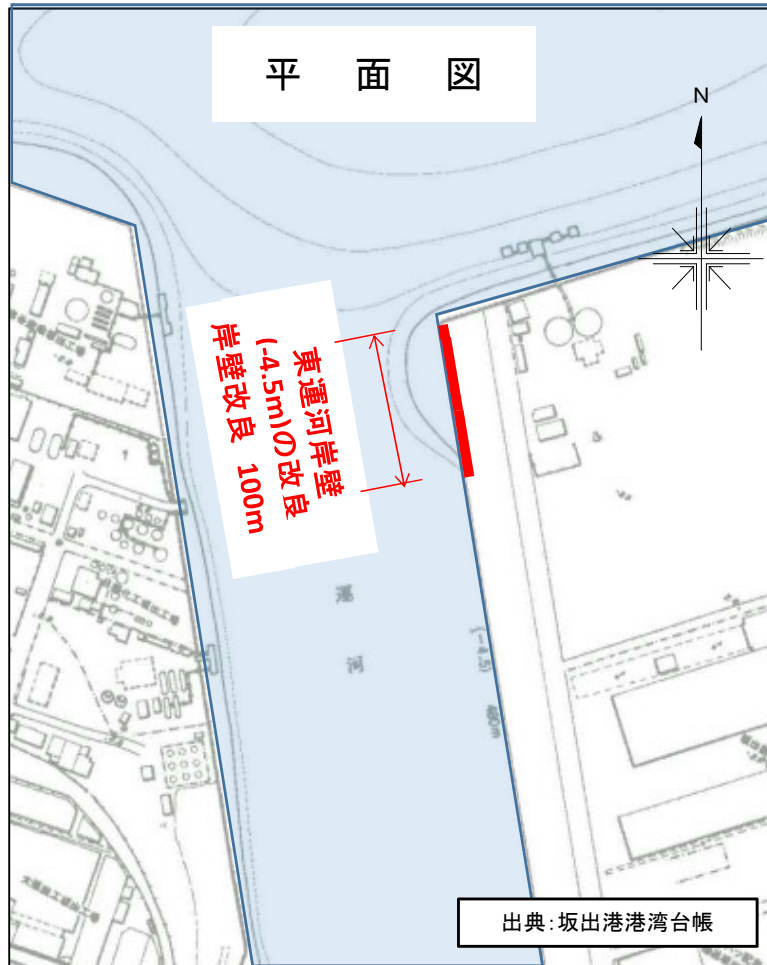 平 面 図
N
東運河岸壁
(-4.5m)の改良
岸壁改良 100m
運
河
(-4.5) 480m
1
出典:坂出港港湾台帳